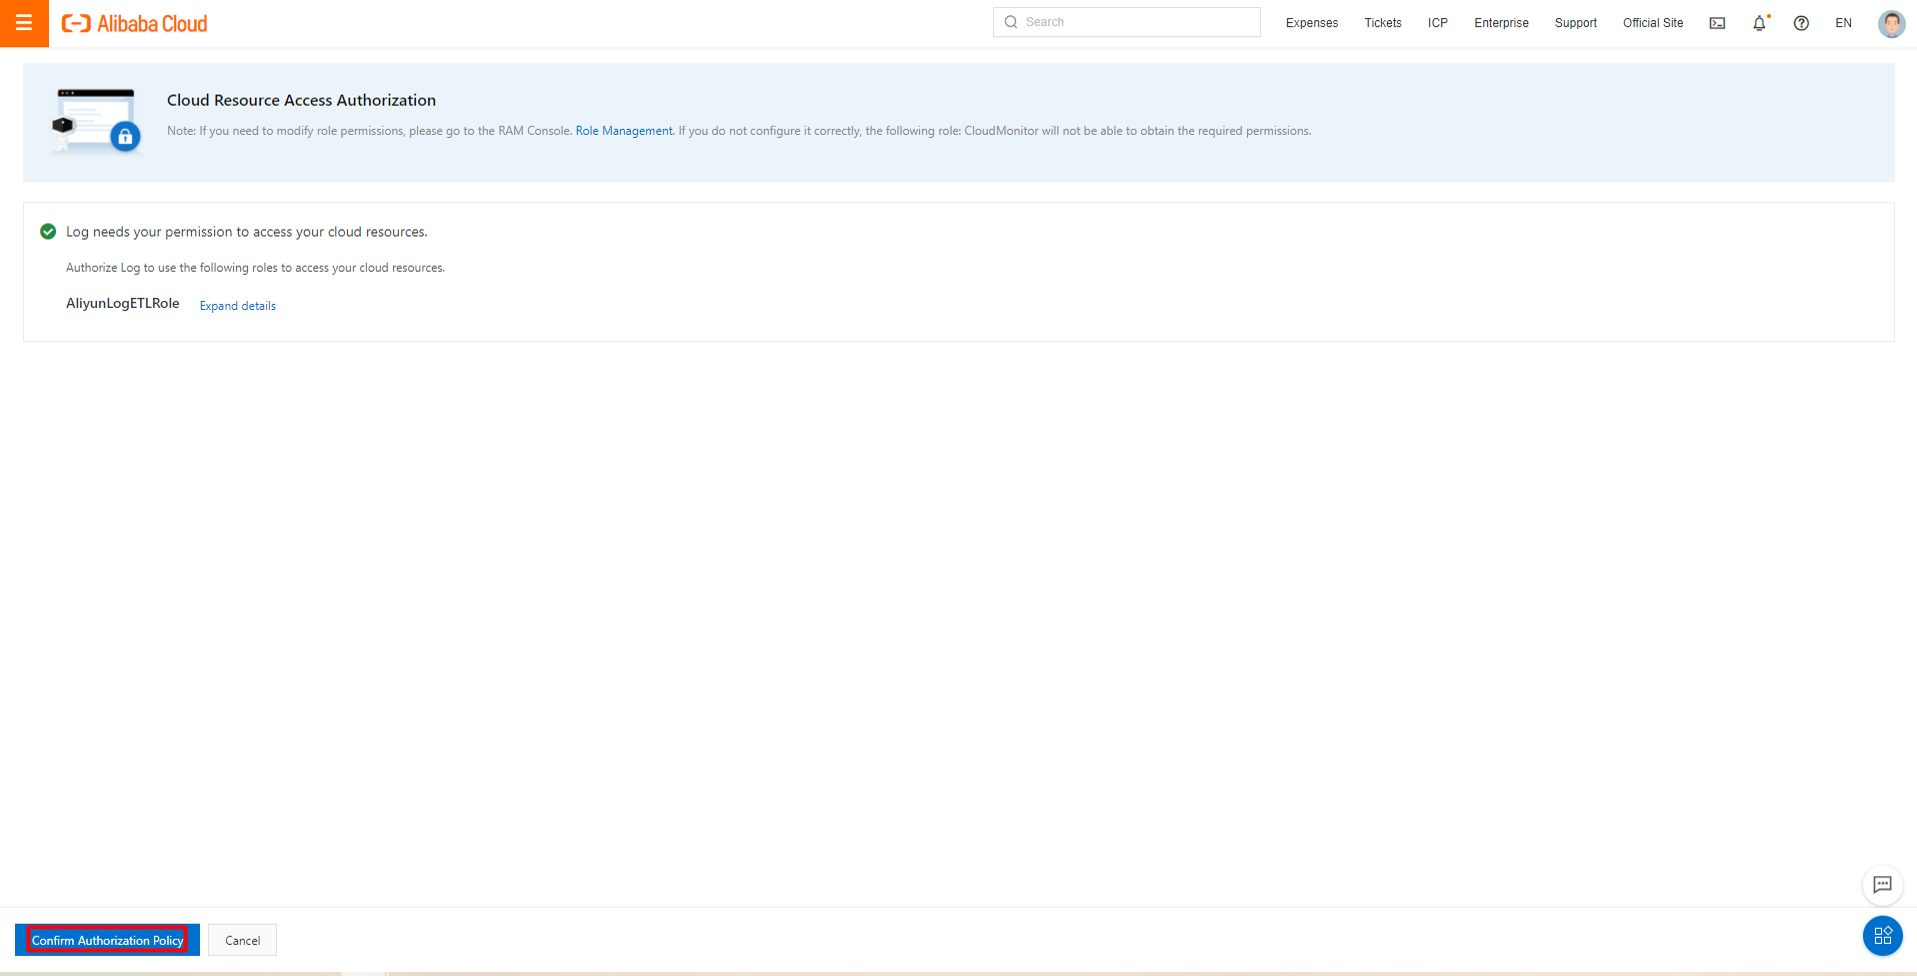 Alibaba Cloud
Search
Expenses
Tickets
ICP
Enterprise
Support
Official Site
EN
Cloud Resource Access Authorization
Note: If you need to modify role permissions, please go to the RAM Console. Role Management. If you do not configure it correctly, the following role: CloudMonitor will not be able to obtain the required permissions.
Log needs your permission to access your cloud resources.
Authorize Log to use the following roles to access your cloud resources.
AliyunLogETLRole Expand details
Confirm Authorization Policy
Cancel